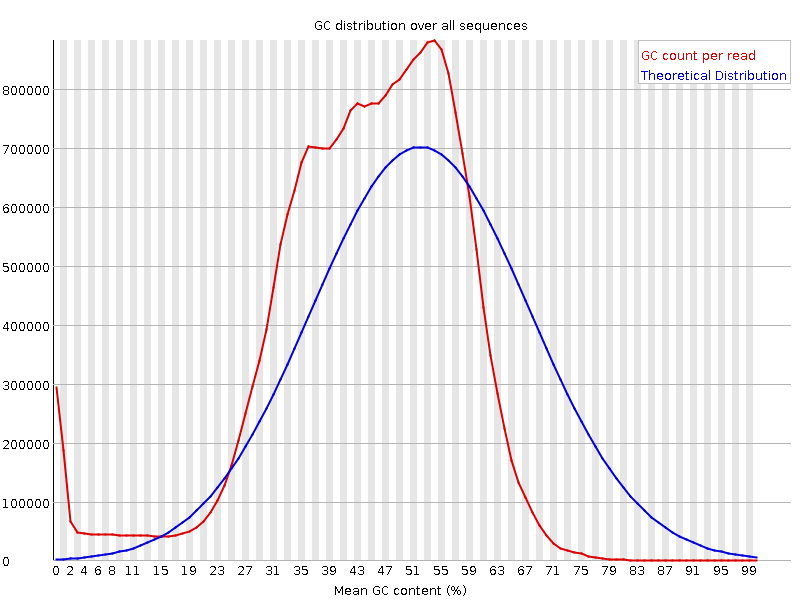 GC distribution over all sequences
GC count per read
Theoretical Distribution
800000
700000
600000
500000
400000
300000
200000
100000
0
0 2 4 6 8 11 15 19 23 27 31 35 39 43 47 51 55 59 63 67 71 75 79 83 87 91 95 99
Mean GC content (%)